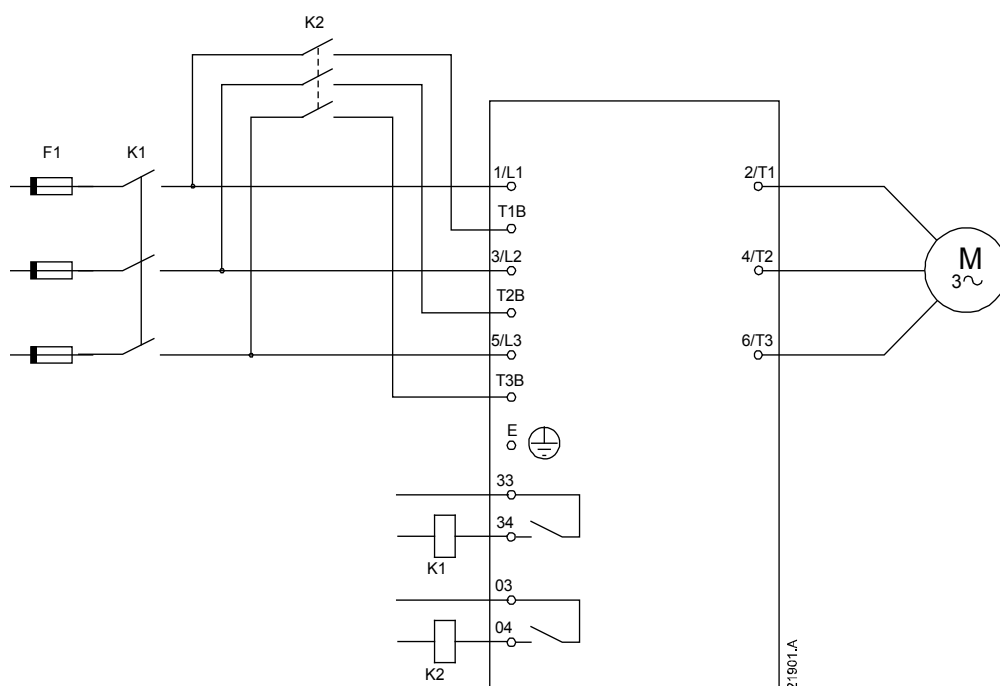 K2
F1
K1
1/L1
2/T1
T1B
3/L2
4/T2
M
3~
T2B
5/L3
6/T3
T3B
E
33
34
K1
03
04
K2
21901.A